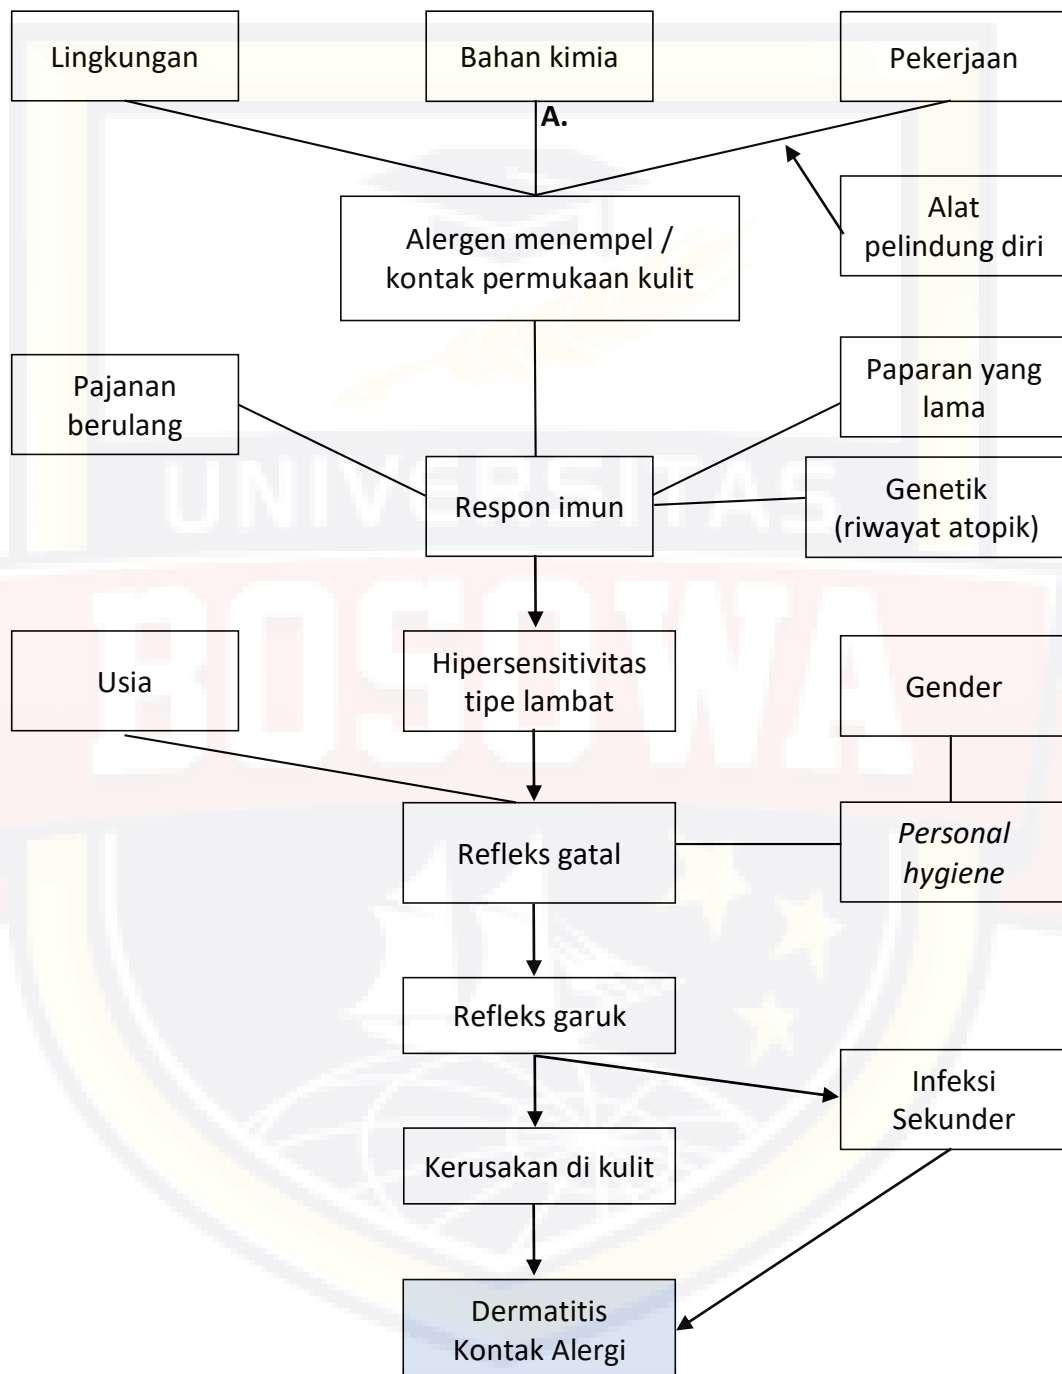 Lingkungan
Bahan kimia
Pekerjaan
A.
Alat
pelindung diri
Alergen menempel /
kontak permukaan kulit
Pajanan
berulang
Paparan yang
lama
UNIVERSITAS
Respon imun
Genetik
(riwayat atopik)
BOSOWA
Usia
Hipersensitivitas
tipe lambat
Gender
Refleks gatal
Personal
hygiene
Refleks garuk
Infeksi
Sekunder
Kerusakan di kulit
Dermatitis
Kontak Alergi